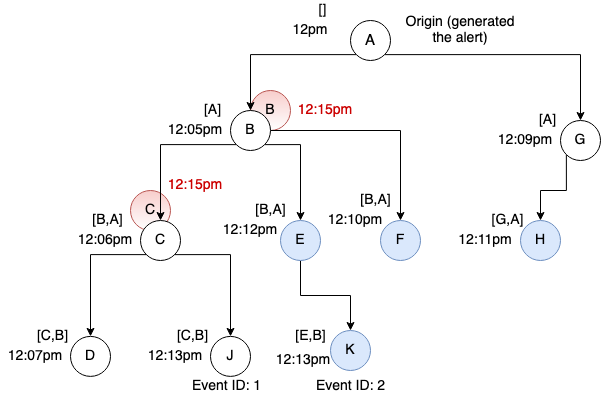 []
12pm
A
Origin (generated
the alert)
[A]
12:05pm
B
B
12:15pm
[A]
12:09pm
G
12:15pm
C
[B,A]
12:06pm
C
[B,A]
12:12pm
E
[B,A]
12:10pm
F
[G,A]
12:11pm
H
[C,B]
12:07pm
D
[C,B]
12:13pm
J
Event ID: 1
[E,B]
12:13pm
K
Event ID: 2